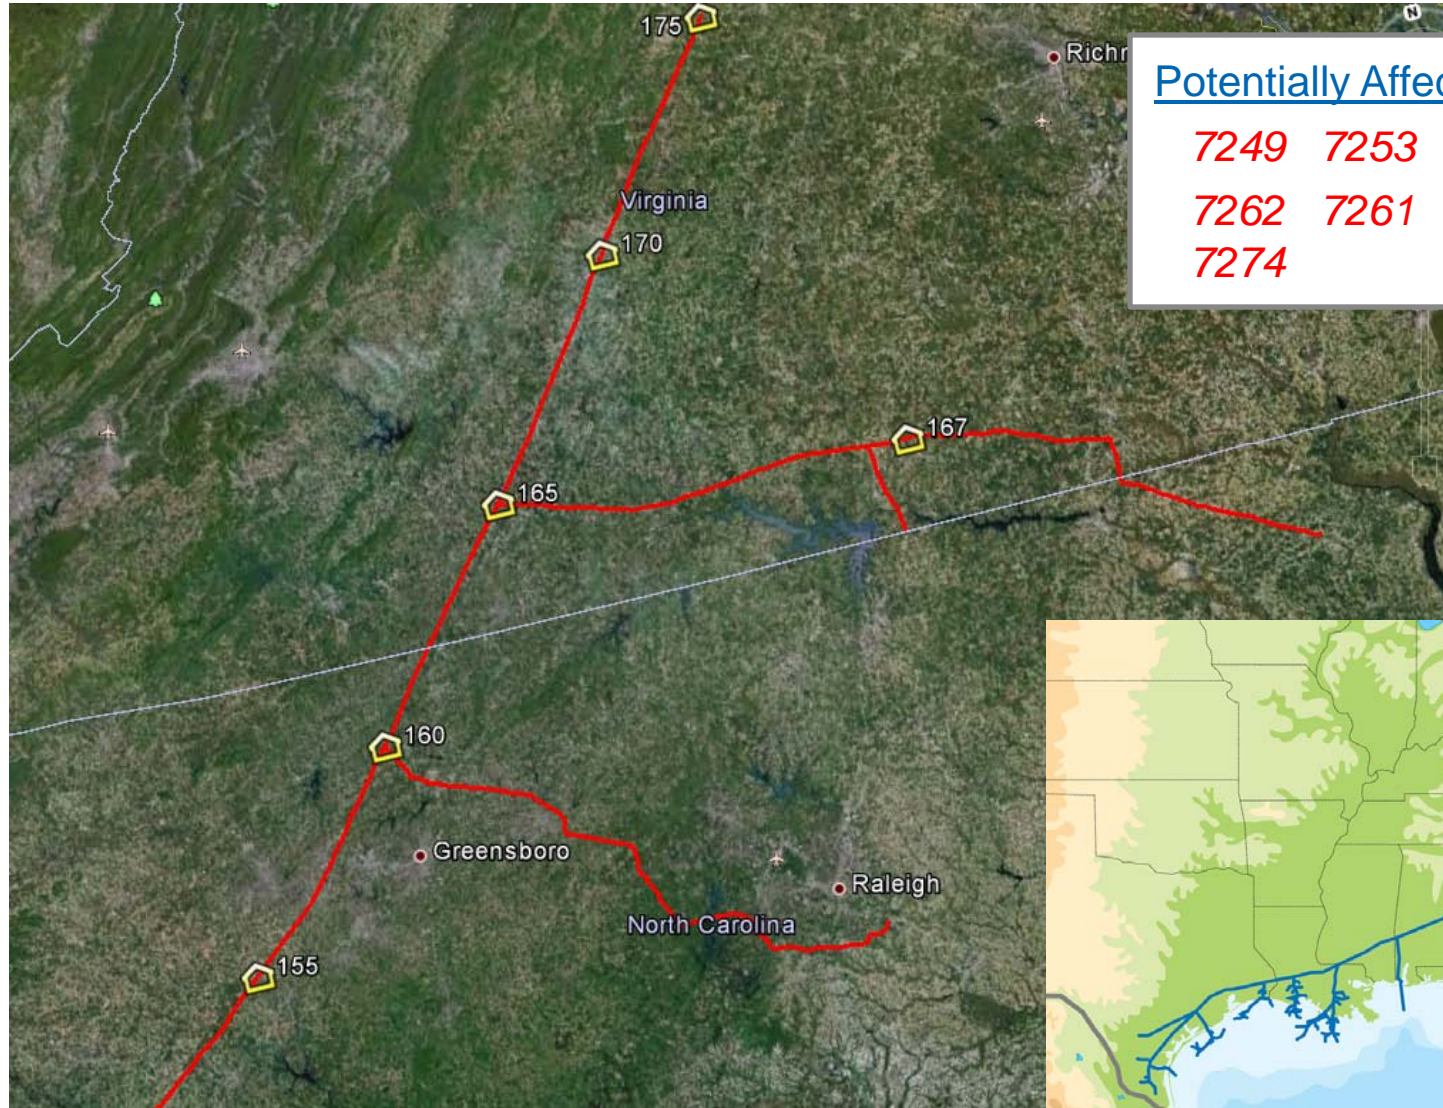 175
Richr
Potentially Affec
7249 7253
7262 7261
7274
Virginia
170
167
165
160
Greensboro
Raleigh
North Carolina
155
N